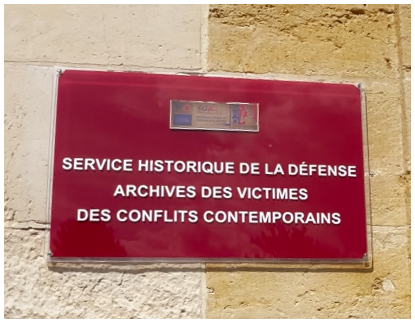 SERVICE HISTORIQUE DE LA DÉFENSE
ARCHIVES DES VICTIMES
DES CONFLITS CONTEMPORAINS